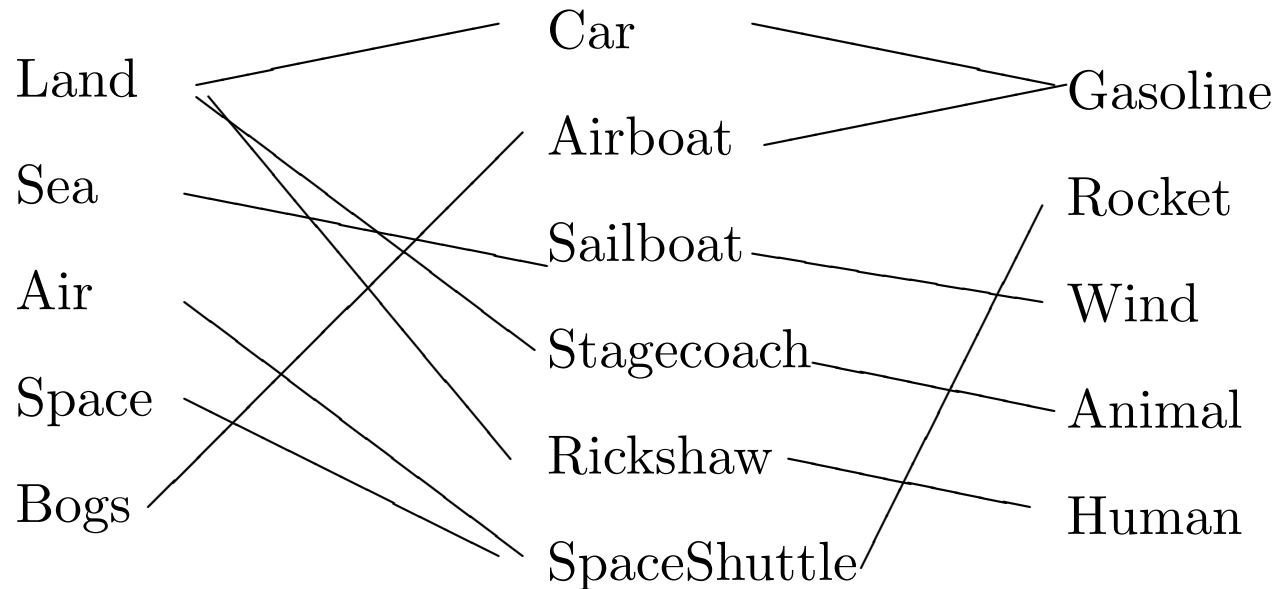 Land
Sea
Air
Space
Bogs
Car
Airboat
Sailboat
Stagecoach
Rickshaw
SpaceShuttle
Gasoline
Rocket
Wind
Animal
Human